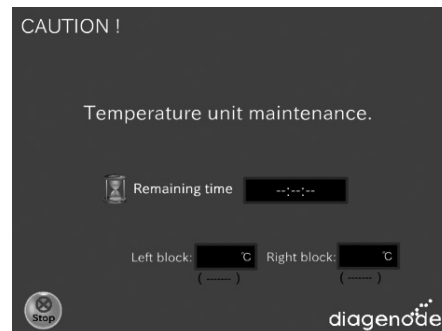 CAUTION !
Temperature unit maintenance.
Remaining time --:--:--
Left block: ℃ Right block: ℃
( ------- ) ( ------- )
Stop
diagenode